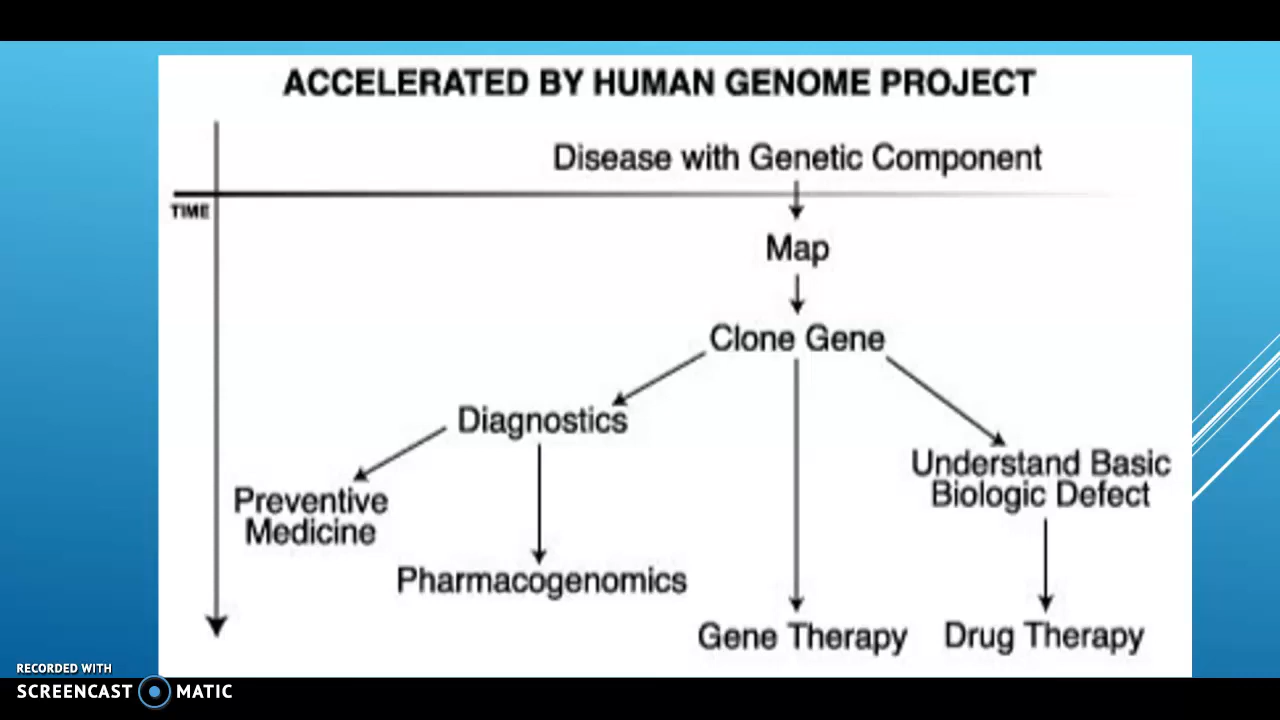 ACCELERATED BY HUMAN GENOME PROJECT
Disease with Genetic Component
TIME
Map
Clone Gene
Diagnostics
Understand Basic
Biologic Defect
Preventive
Medicine
Pharmacogenomics
Gene Therapy
Drug Therapy
RECORDED WITH
SCREENCAST MATIC